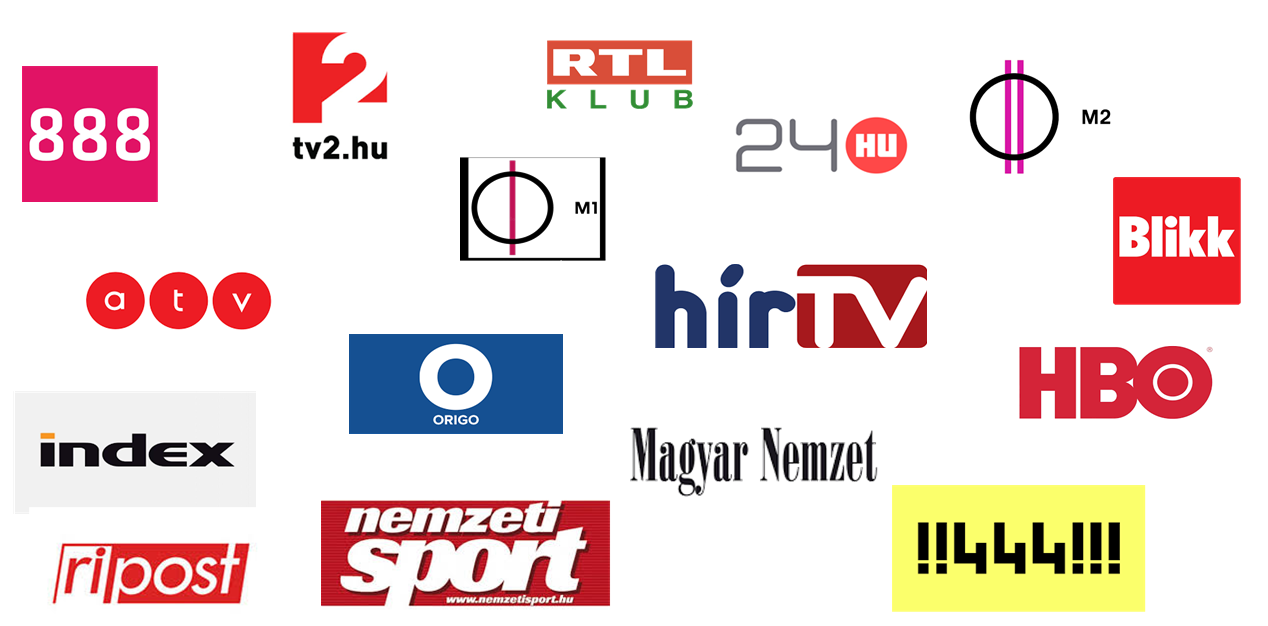 888
2
tv2.hu
RTL
KLUB
24 HU
M2
M1
Blikk
atv
hírTV
HBO
®
O
ORIGO
index
Magyar Nemzet
nemzeti
sport
www.nemzetisport.hu
!!444!!!
ripost